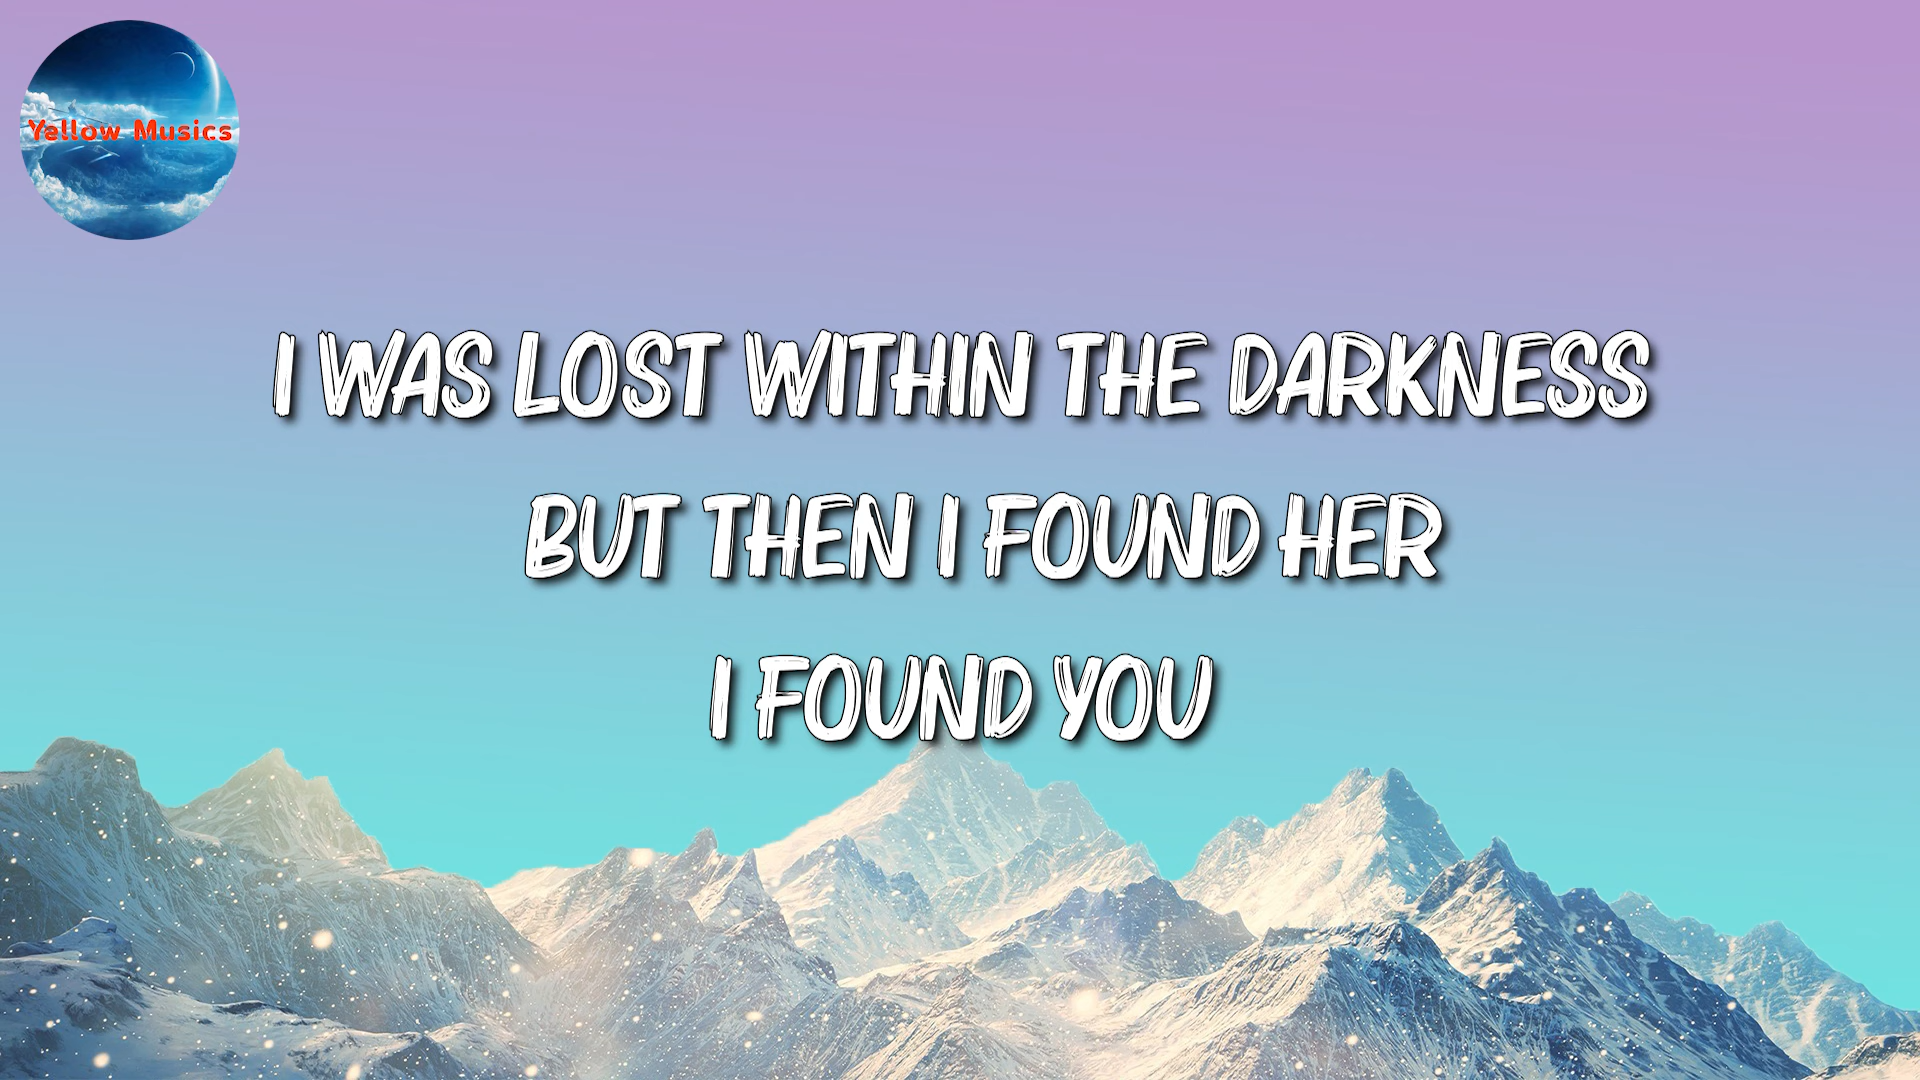 Yellow Musics
I WAS LOST WITHIN THE DARKNESS
BUT THEN I FOUND HER
I FOUND YOU